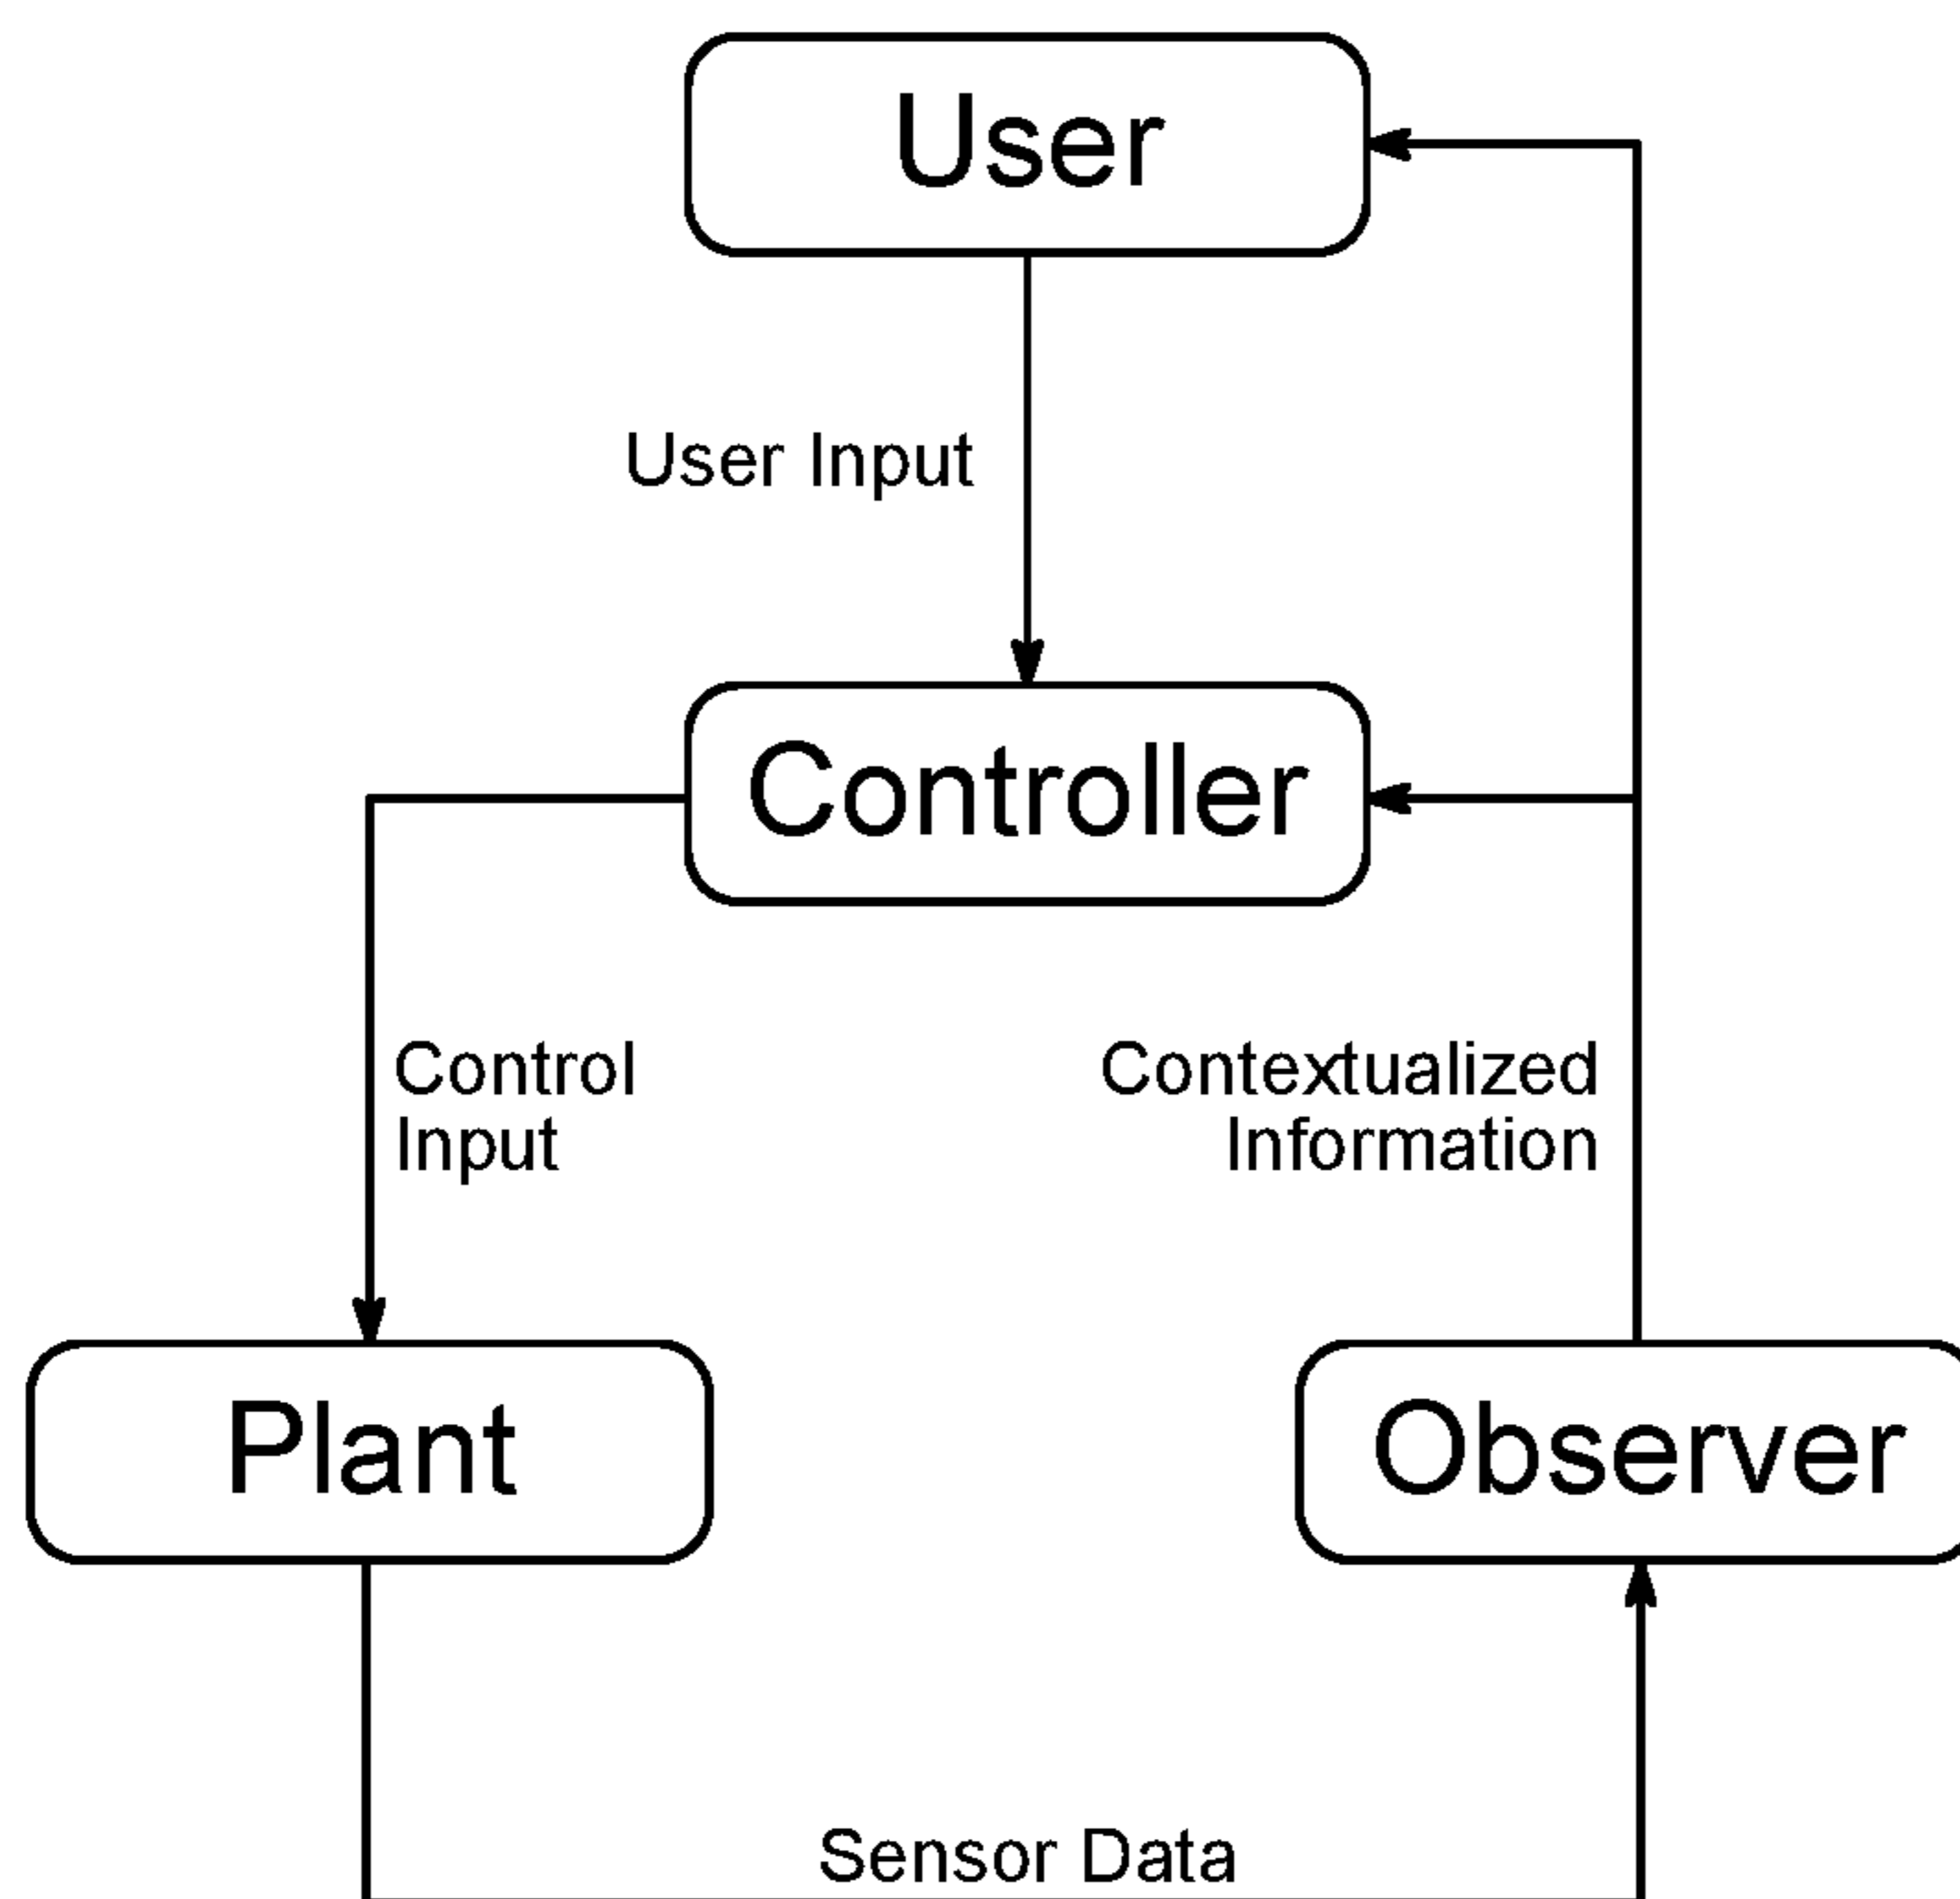 User
User Input
Controller
Control
Input
Contextualized
Information
Plant
Observer
Sensor Data